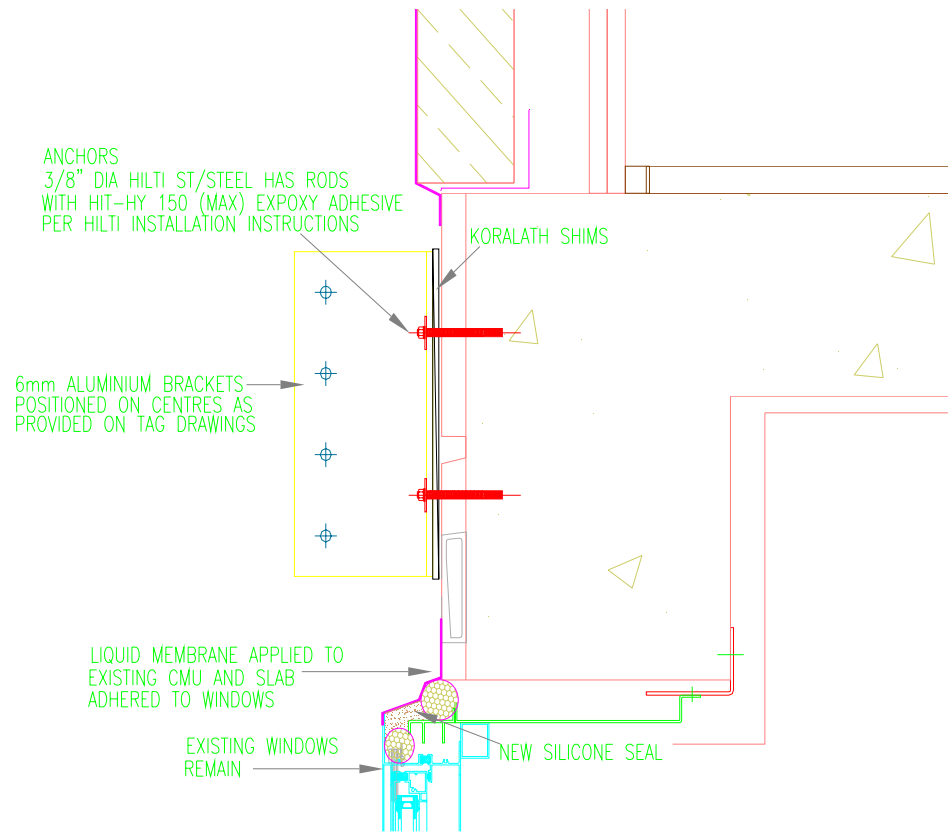 ANCHORS
3/8" DIA HILTI ST/STEEL HAS RODS
WITH HIT-HY 150 (MAX) EXPOXY ADHESIVE
PER HILTI INSTALLATION INSTRUCTIONS
KORALATH SHIMS
6mm ALUMINIUM BRACKETS
POSITIONED ON CENTRES AS
PROVIDED ON TAG DRAWINGS
LIQUID MEMBRANE APPLIED TO
EXISTING CMU AND SLAB
ADHERED TO WINDOWS
EXISTING WINDOWS
REMAIN
NEW SILICONE SEAL